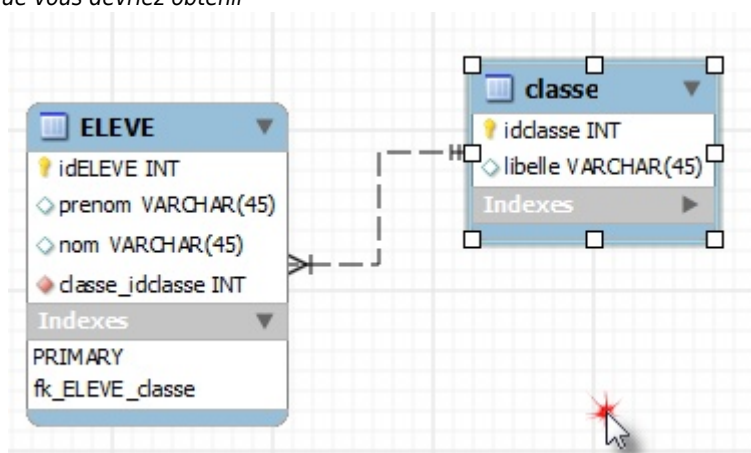 que vous devriez obtenir
ELEVE
idELEVE INT
prenom VARCHAR(45)
nom VARCHAR(45)
classe_idclasse INT
Indexes
PRIMARY
fk_ELEVE_classe
classe
idclasse INT
libelle VARCHAR(45)
Indexes